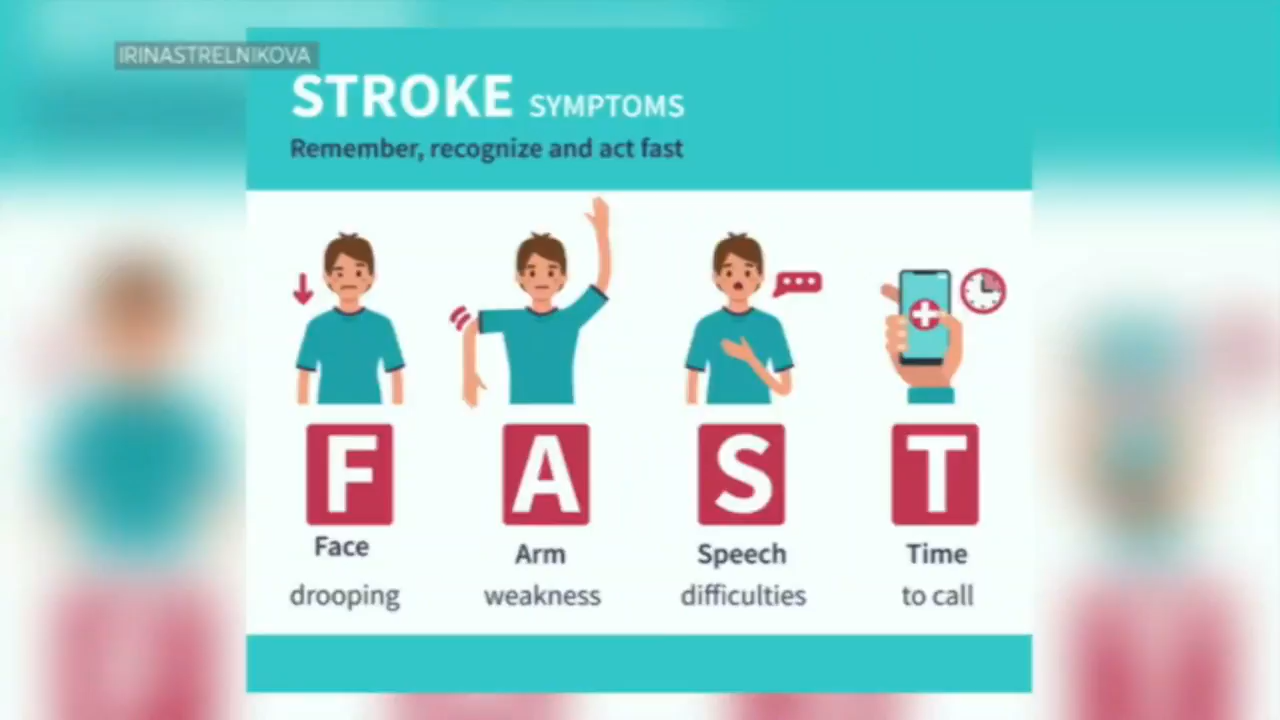 IRINASTRELNIKOVA
STROKE SYMPTOMS
Remember, recognize and act fast
F A S T
Face Arm Speech Time
drooping weakness difficulties to call